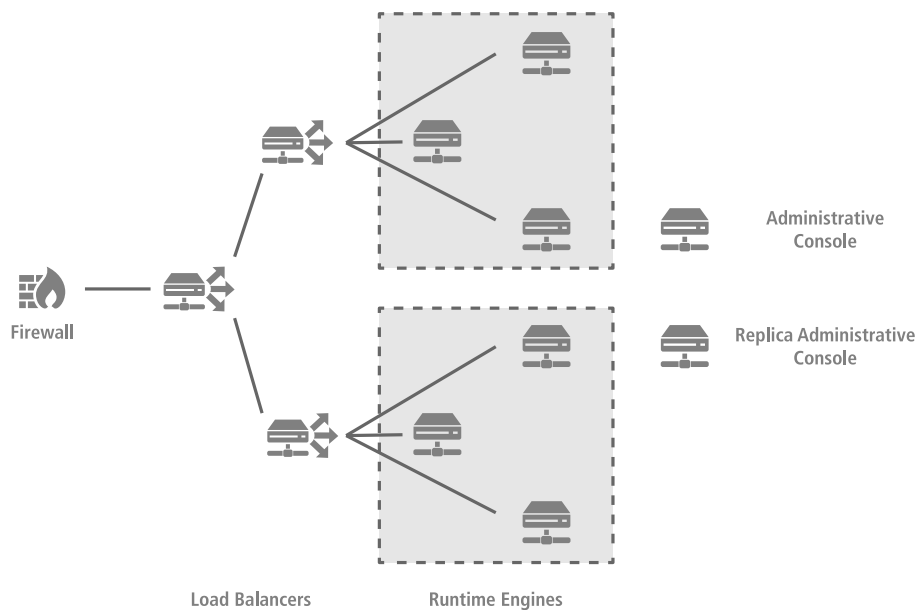 Administrative
Console
Firewall
Replica Administrative
Console
Load Balancers
Runtime Engines